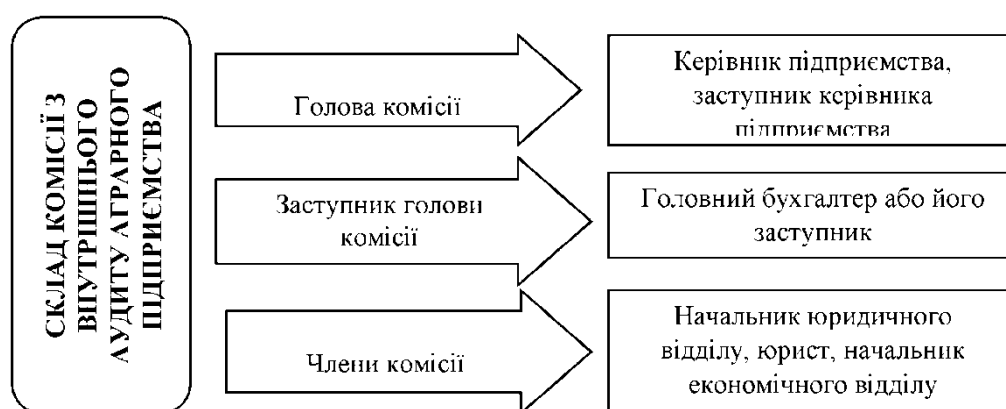 СКЛАД КОМІСІЇ З
ВНУТРІШНЬОГО
АУДИТУ АГРАРНОГО
ПІДПРИЄМСТВА
Голова комісії
Керівник підприємства,
заступник керівника
підприємства
Заступник голови
комісії
Головний бухгалтер або його
заступник
Члени комісії
Начальник юридичного
відділу, юрист, начальник
економічного відділу